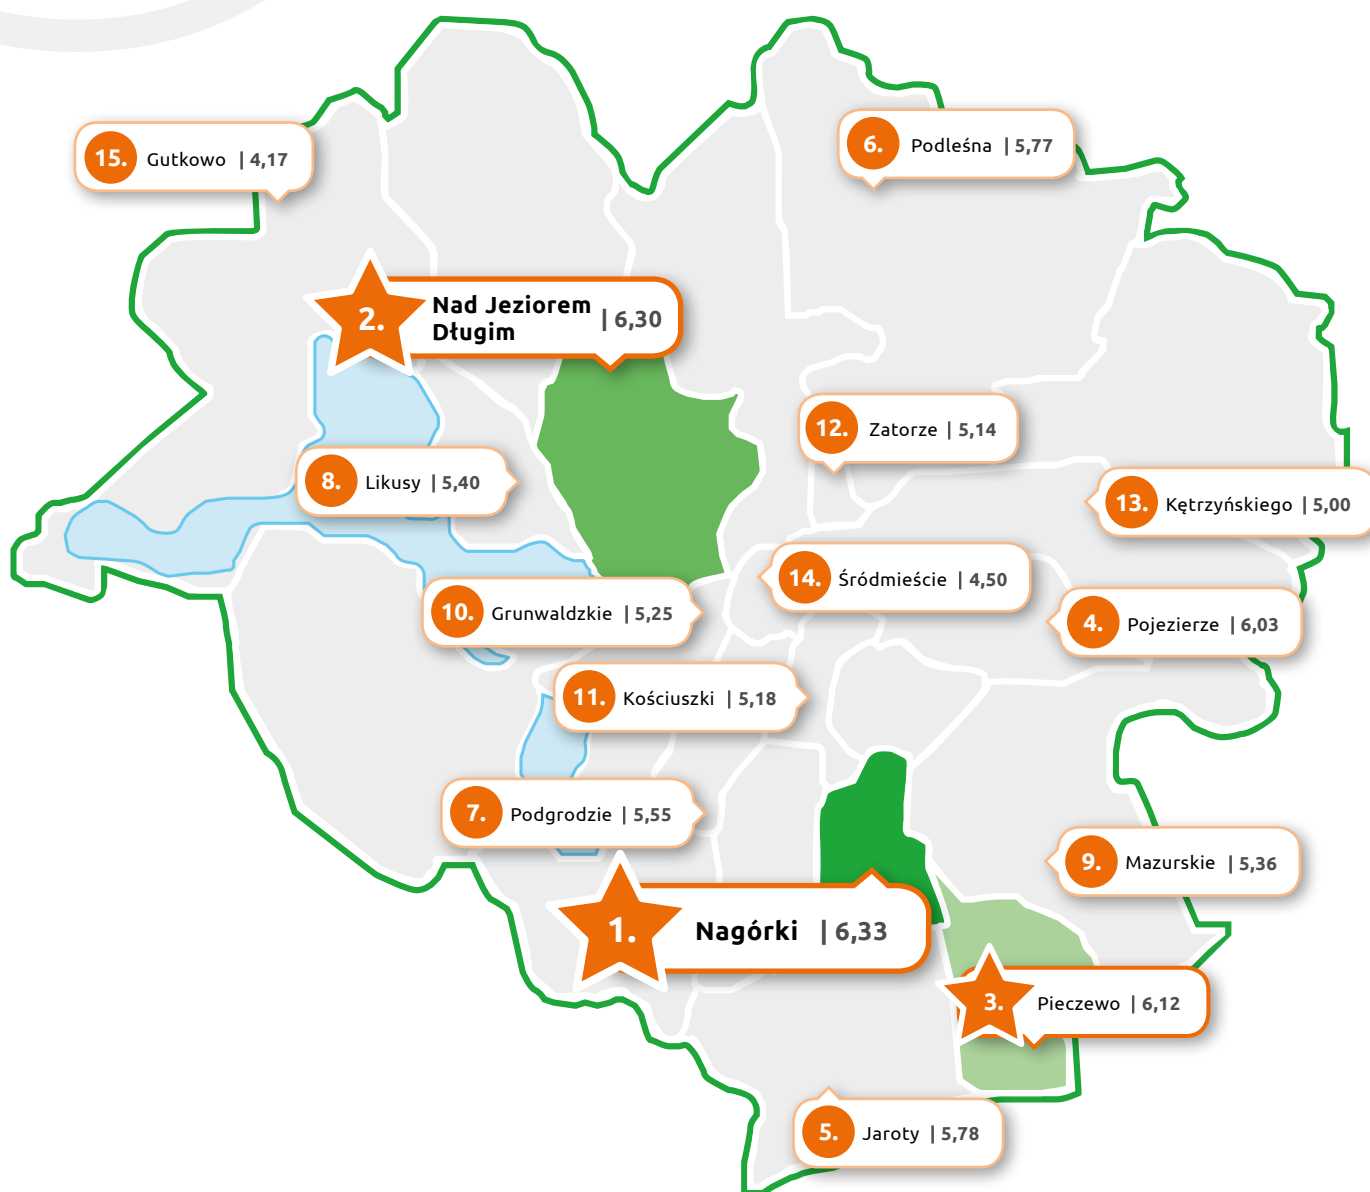 15. Gutkowo | 4,17
6. Podleśna | 5,77
2. Nad Jeziorem
Długim | 6,30
12. Zatorze | 5,14
8. Likusy | 5,40
13. Kętrzyńskiego | 5,00
14. Śródmieście | 4,50
10. Grunwaldzkie | 5,25
4. Pojezierze | 6,03
11. Kościuszki | 5,18
7. Podgrodzie | 5,55
9. Mazurskie | 5,36
1. Nagórki | 6,33
3. Pieczewo | 6,12
5. Jaroty | 5,78